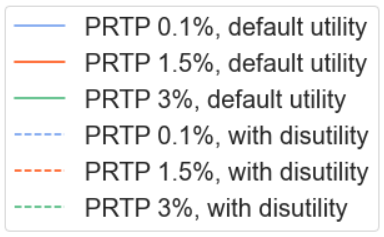 PRTP 0.1%, default utility
PRTP 1.5%, default utility
PRTP 3%, default utility
PRTP 0.1%, with disutility
PRTP 1.5%, with disutility
PRTP 3%, with disutility